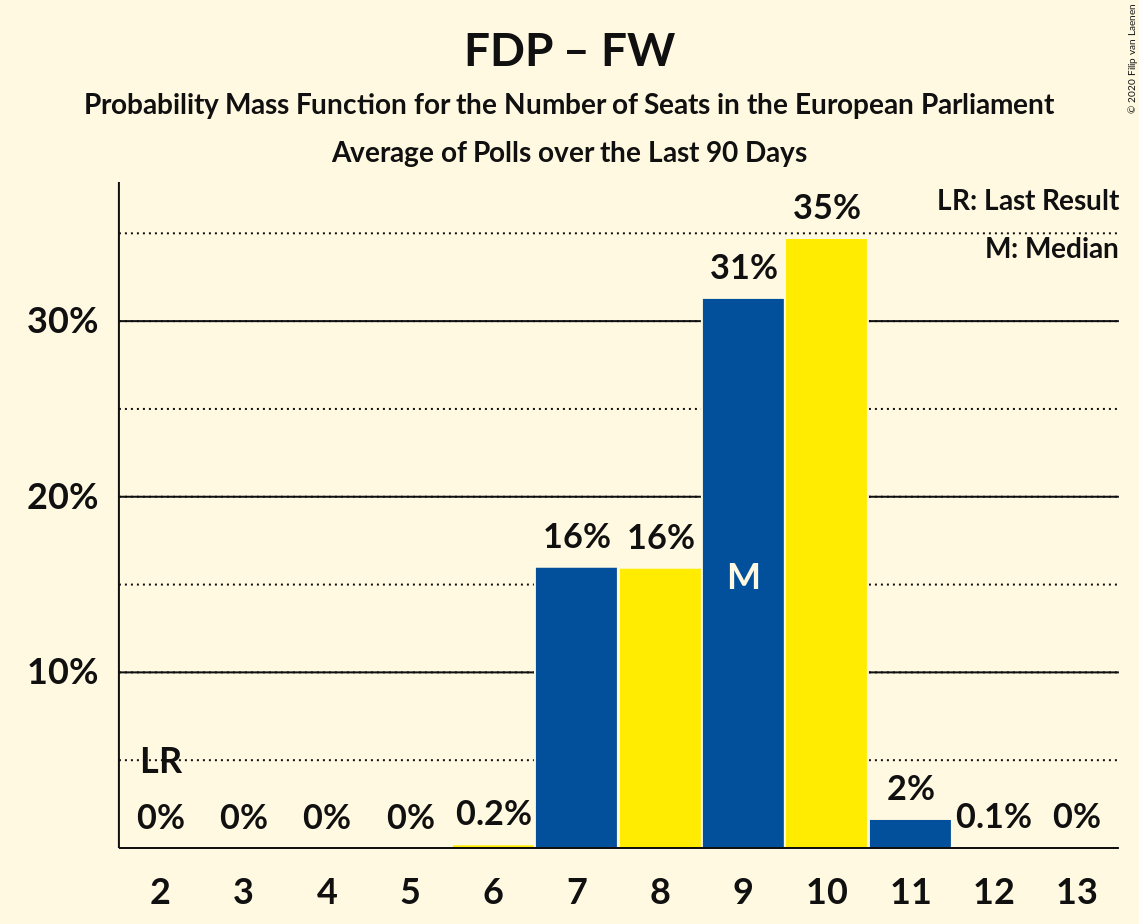 FDP – FW
Probability Mass Function for the Number of Seats in the European Parliament
Average of Polls over the Last 90 Days
© 2020 Filip van Laenen
LR: Last Result
M: Median
35%
31%
30%
20%
16% 16%
M
10%
LR
0% 0% 0% 0% 0.2% 2% 0.1% 0%
2 3 4 5 6 7 8 9 10 11 12 13